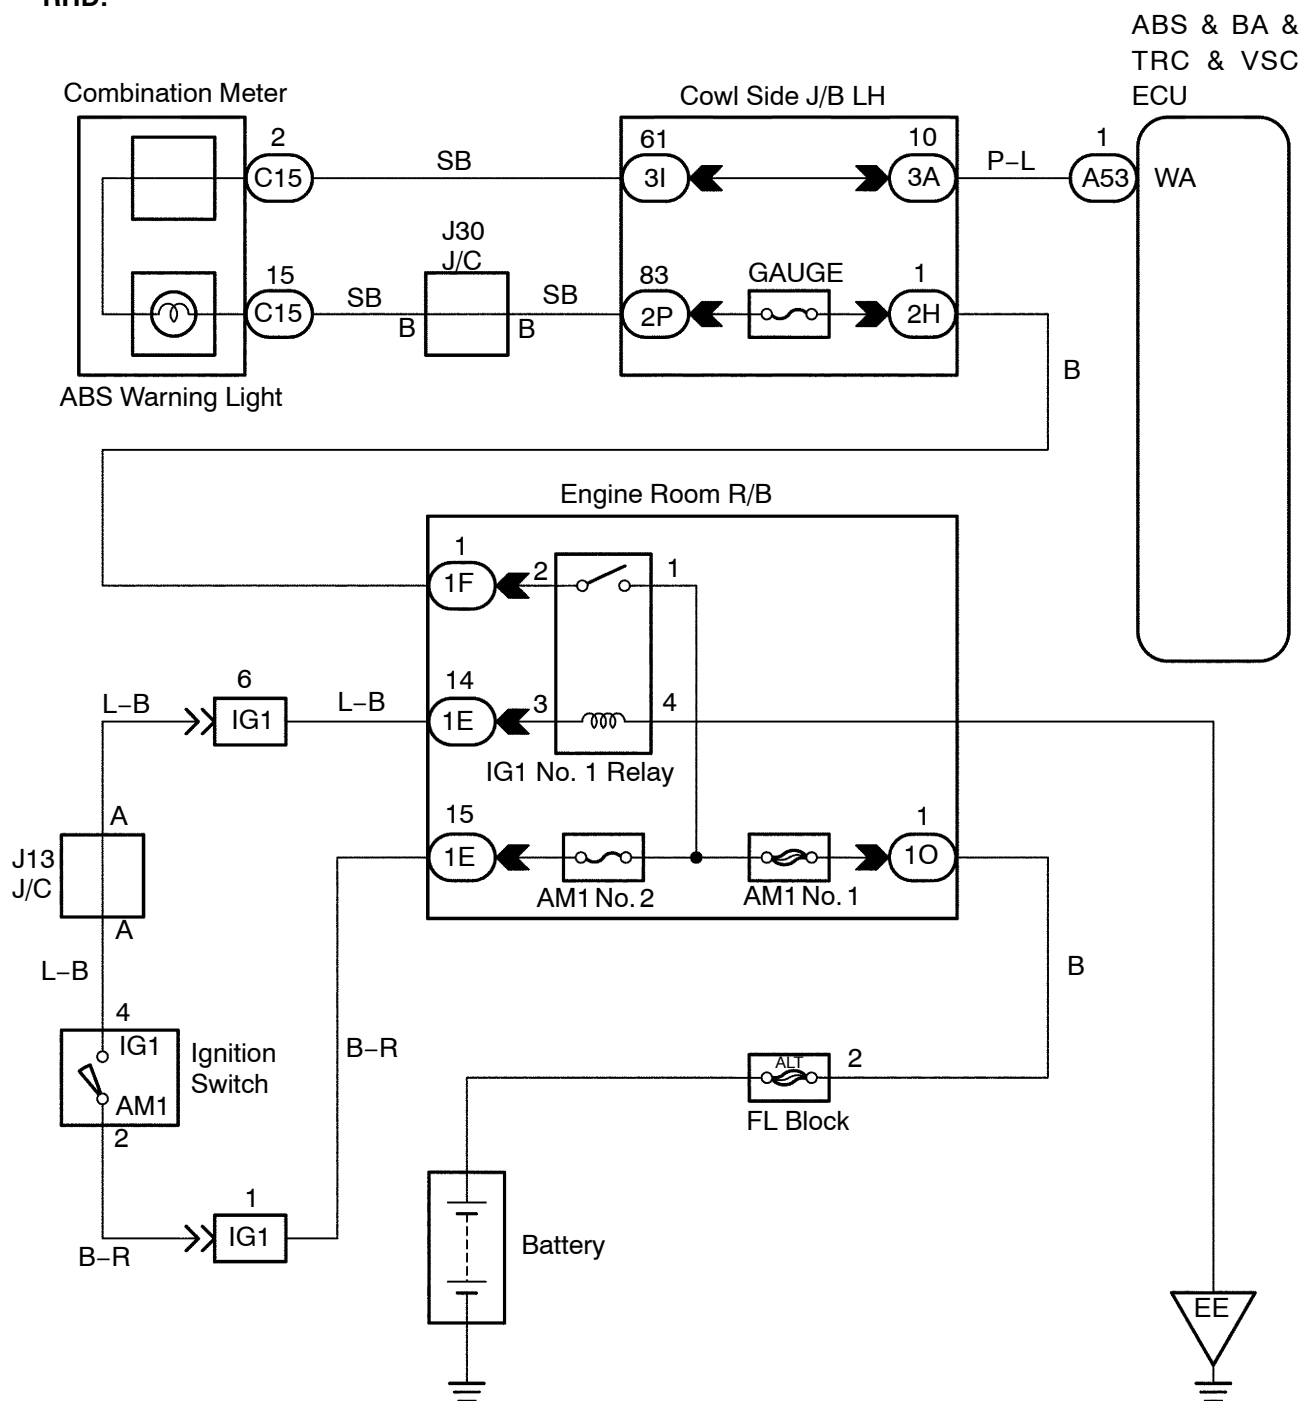 RHD:
ABS & BA &
TRC & VSC
ECU
Combination Meter
Cowl Side J/B LH
2
C15
SB
61
3I
10
3A
P-L
1
A53
WA
J30
J/C
15
C15
SB
B
B
SB
83
2P
GAUGE
1
2H
B
ABS Warning Light
Engine Room R/B
1
1F
2
1
L-B
6
IG1
L-B
14
1E
3
4
IG1 No. 1 Relay
A
J13
J/C
A
15
1E
AM1 No. 2
AM1 No. 1
1
1O
L-B
B
4
IG1
AM1
2
Ignition
Switch
B-R
ALT
2
FL Block
1
IG1
B-R
Battery
EE